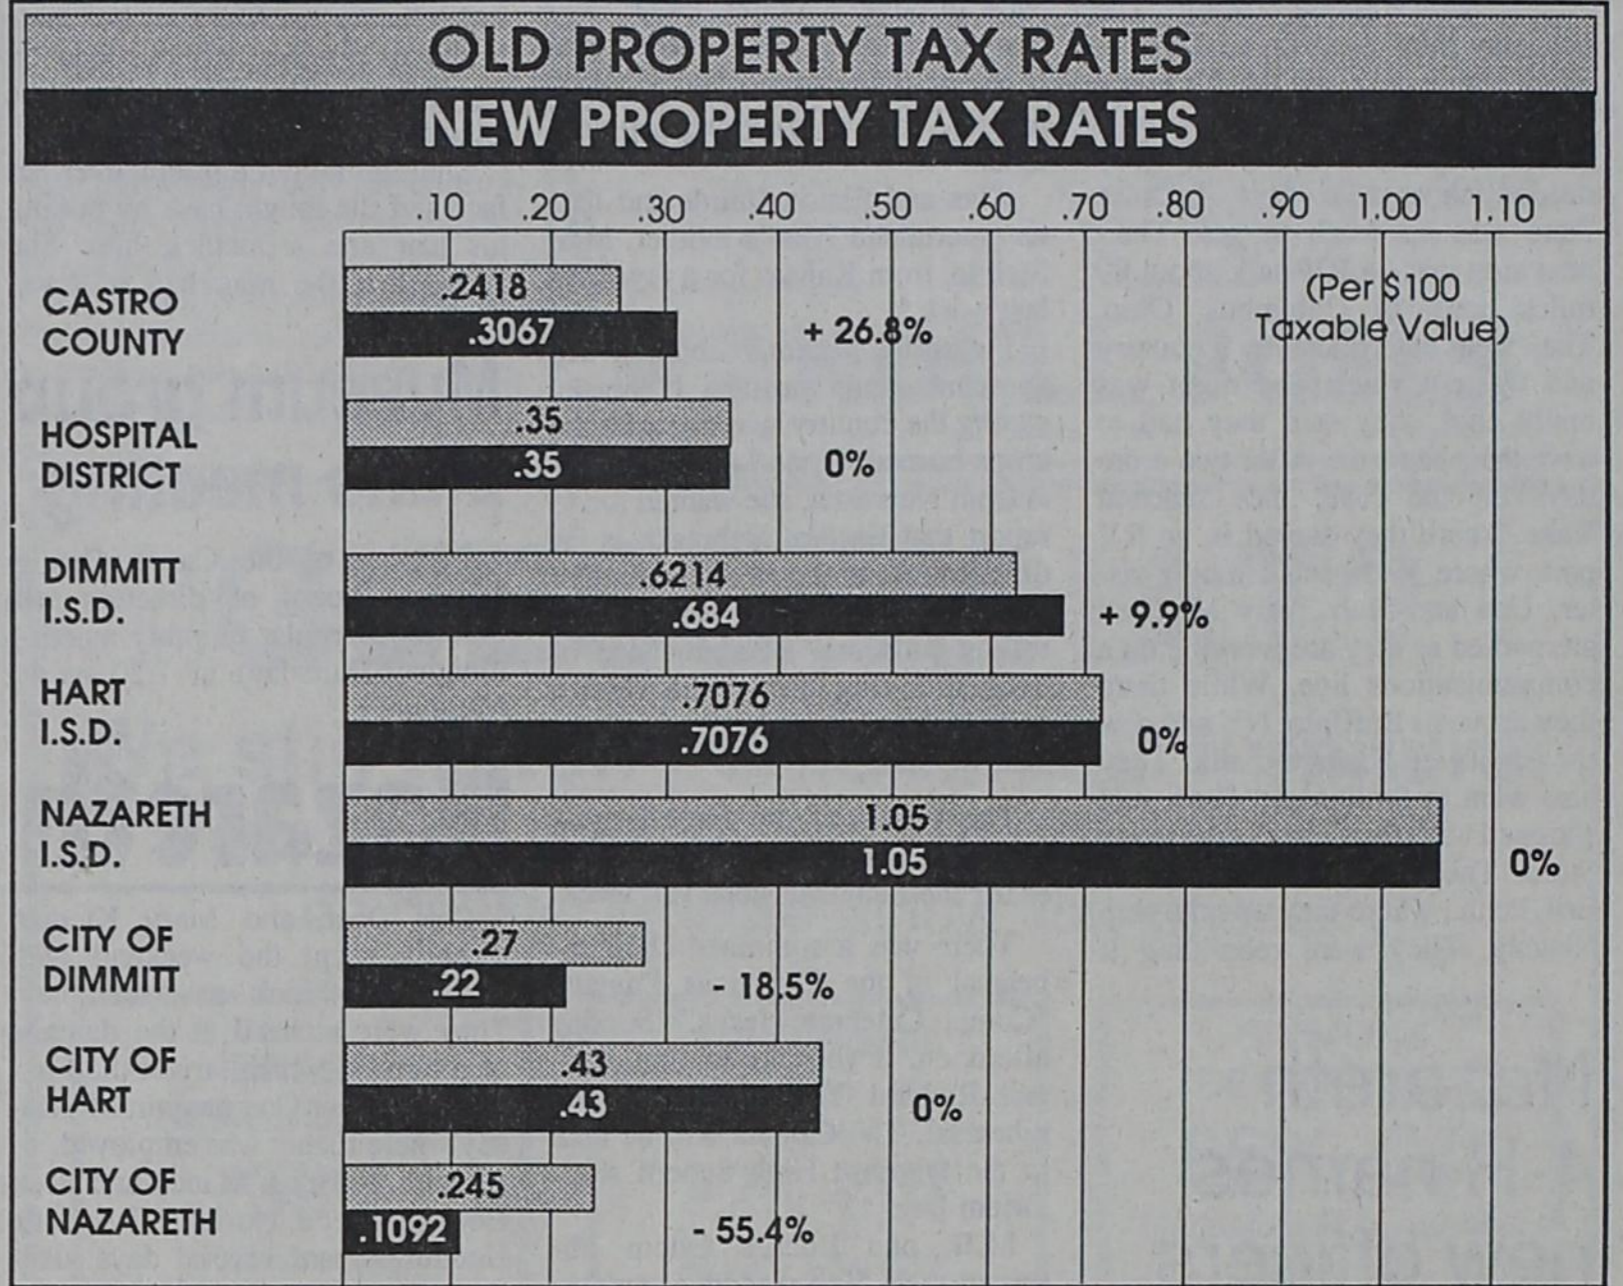 OLD PROPERTY TAX RATES
NEW PROPERTY TAX RATES
.10 .20 .30 .40 .50 .60 .70 .80 .90 1.00 1.10
(Per $100
Taxable Value)
CASTRO
COUNTY
.2418
.3067
+ 26.8%
HOSPITAL
DISTRICT
.35
.35
0%
DIMMITT
I.S.D.
.6214
.684
+ 9.9%
HART
I.S.D.
.7076
.7076
0%
NAZARETH
I.S.D.
1.05
1.05
0%
CITY OF
DIMMITT
.27
.22
- 18.5%
CITY OF
HART
.43
.43
0%
CITY OF
NAZARETH
.245
.1092
- 55.4%